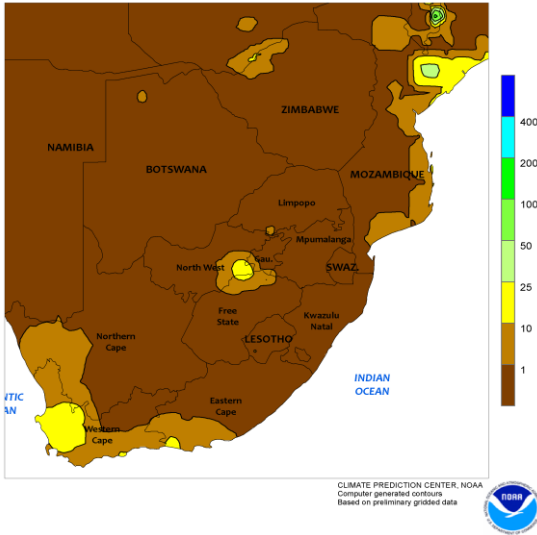 ZIMBABWE
NAMIBIA
BOTSWANA
MOZAMBIQUE
Limpopo
Mpumalanga
Gau.
North West
SWAZ.
Free
State
Kwazulu
Natal
LESOTHO
Northern
Cape
Eastern
Cape
Western
Cape
NTIC
AN
INDIAN
OCEAN
400
200
100
50
25
10
1
CLIMATE PREDICTION CENTER, NOAA
Computer generated contours
Based on preliminary gridded data
NOAA